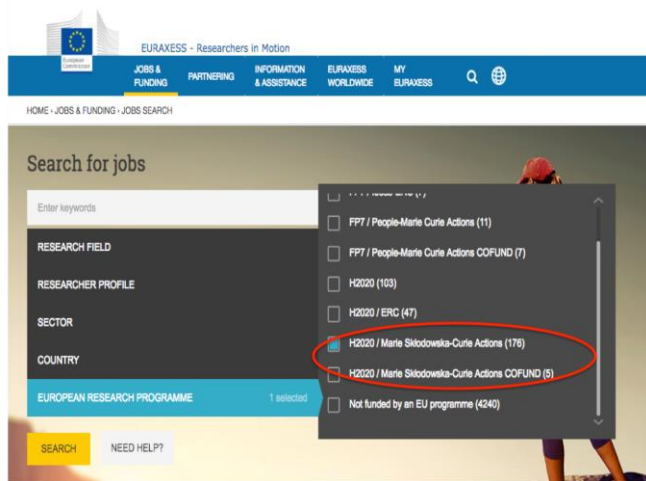 European
Commission
EURAXESS - Researchers in Motion
JOBS &
FUNDING
PARTNERING
INFORMATION
& ASSISTANCE
EURAXESS
WORLDWIDE
MY
EURAXESS
HOME › JOBS & FUNDING › JOBS SEARCH
Search for jobs
Enter keywords
RESEARCH FIELD
RESEARCHER PROFILE
SECTOR
COUNTRY
EUROPEAN RESEARCH PROGRAMME 1 selected
FP7 / People-Marie Curie Actions (11)
FP7 / People-Marie Curie Actions COFUND (7)
H2020 (103)
H2020 / ERC (47)
H2020 / Marie Skłodowska-Curie Actions (176)
H2020 / Marie Skłodowska-Curie Actions COFUND (5)
Not funded by an EU programme (4240)
SEARCH
NEED HELP?